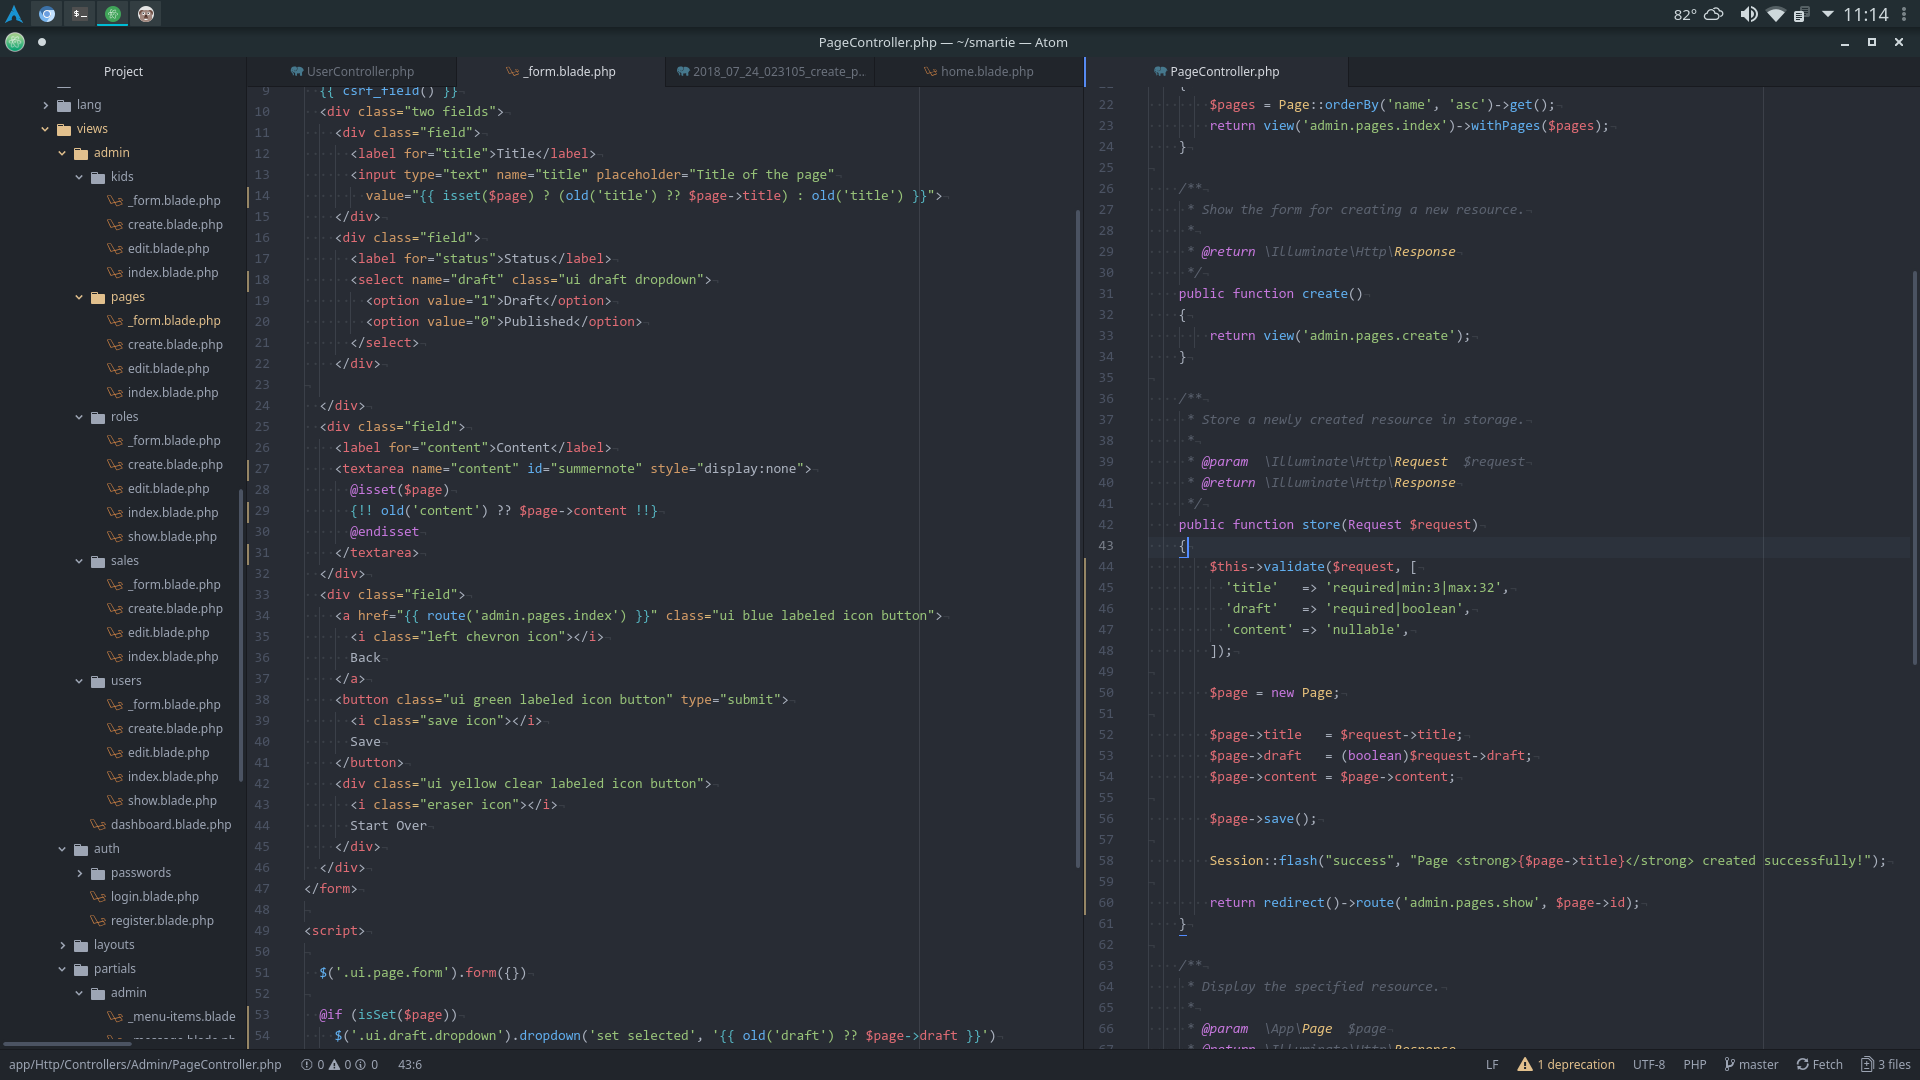 82°
11:14
PageController.php — ~/smartie — Atom
Project
lang
views
admin
kids
_form.blade.php
create.blade.php
edit.blade.php
index.blade.php
pages
_form.blade.php
create.blade.php
edit.blade.php
index.blade.php
roles
_form.blade.php
create.blade.php
edit.blade.php
index.blade.php
show.blade.php
sales
_form.blade.php
create.blade.php
edit.blade.php
index.blade.php
users
_form.blade.php
create.blade.php
edit.blade.php
index.blade.php
show.blade.php
dashboard.blade.php
auth
passwords
login.blade.php
register.blade.php
layouts
partials
admin
_menu-items.blade
UserController.php
_form.blade.php
2018_07_24_023105_create_p..
home.blade.php
9 {{ csrf_field() }}
10 <div class="two fields">
11 <div class="field">
12 <label for="title">Title</label>
13 <input type="text" name="title" placeholder="Title of the page"
14 value="{{ isset($page) ? (old('title') ?? $page->title) : old('title') }}">
15 </div>
16 <div class="field">
17 <label for="status">Status</label>
18 <select name="draft" class="ui draft dropdown">
19 <option value="1">Draft</option>
20 <option value="0">Published</option>
21 </select>
22 </div>
23
24 </div>
25 <div class="field">
26 <label for="content">Content</label>
27 <textarea name="content" id="summernote" style="display:none">
28 @isset($page)
29 {!! old('content') ?? $page->content !!}
30 @endisset
31 </textarea>
32 </div>
33 <div class="field">
34 <a href="{{ route('admin.pages.index') }}" class="ui blue labeled icon button">
35 <i class="left chevron icon"></i>
36 Back
37 </a>
38 <button class="ui green labeled icon button" type="submit">
39 <i class="save icon"></i>
40 Save
41 </button>
42 <div class="ui yellow clear labeled icon button">
43 <i class="eraser icon"></i>
44 Start Over
45 </div>
46 </div>
47 </form>
48
49 <script>
50
51 $('.ui.page.form').form({})
52
53 @if (isSet($page))
54 $('.ui.draft.dropdown').dropdown('set selected', '{{ old('draft') ?? $page->draft }}')
PageController.php
22 $pages = Page::orderBy('name', 'asc')->get();
23 return view('admin.pages.index')->withPages($pages);
24 }
25
26 /**
27 * Show the form for creating a new resource.
28 *
29 * @return \Illuminate\Http\Response
30 */
31 public function create()
32 {
33 return view('admin.pages.create');
34 }
35
36 /**
37 * Store a newly created resource in storage.
38 *
39 * @param  \Illuminate\Http\Request  $request
40 * @return \Illuminate\Http\Response
41 */
42 public function store(Request $request)
43 {
44 $this->validate($request, [
45 'title'   => 'required|min:3|max:32',
46 'draft'   => 'required|boolean',
47 'content' => 'nullable',
48 ]);
49
50 $page = new Page;
51
52 $page->title   = $request->title;
53 $page->draft   = (boolean)$request->draft;
54 $page->content = $page->content;
55
56 $page->save();
57
58 Session::flash("success", "Page <strong>{$page->title}</strong> created successfully!");
59
60 return redirect()->route('admin.pages.show', $page->id);
61 }
62
63 /**
64 * Display the specified resource.
65 *
66 * @param  \App\Page  $page
app/Http/Controllers/Admin/PageController.php
0
0
0
43:6
LF
1 deprecation
UTF-8
PHP
master
Fetch
3 files